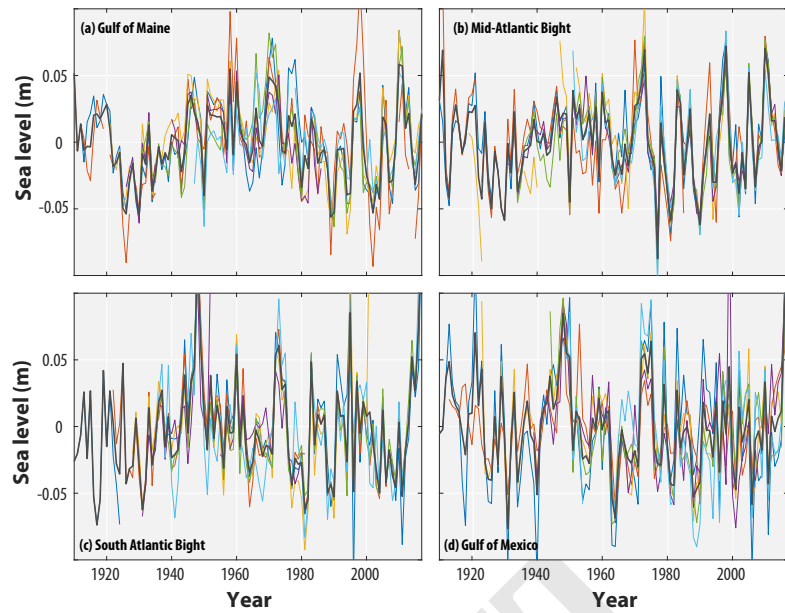 (a) Gulf of Maine
(b) Mid-Atlantic Bight
Sea level (m)
0.05
0
-0.05
(c) South Atlantic Bight
(d) Gulf of Mexico
Sea level (m)
0.05
0
-0.05
1920 1940 1960 1980 2000
1920 1940 1960 1980 2000
Year
Year